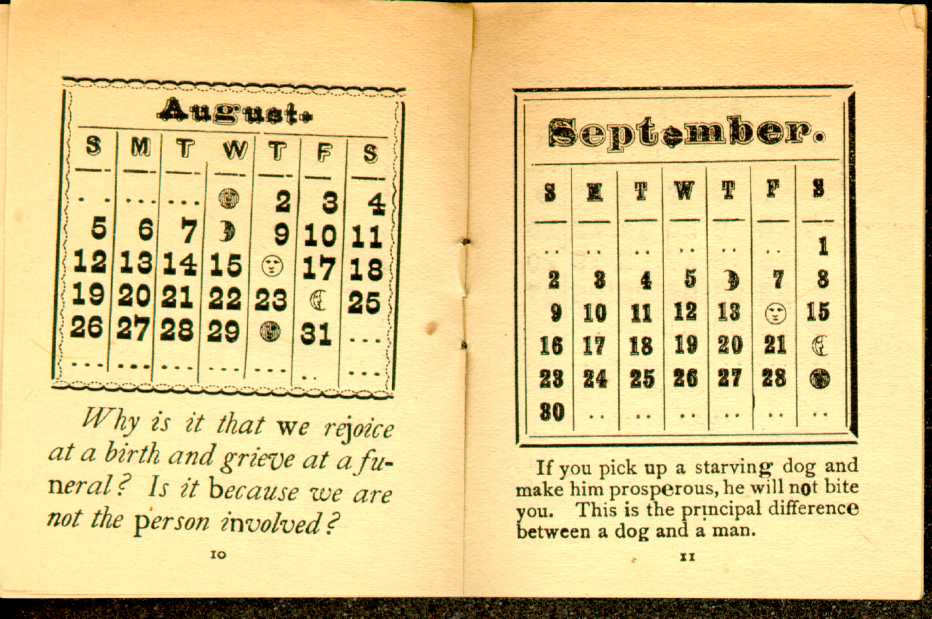 August.
S M T W T F S
. . . . . . . . 2 3 4
5 6 7 9 10 11
12 13 14 15 17 18
19 20 21 22 23 25
26 27 28 29 31 ...
.... .... .... .... ... .. ...
Why is it that we rejoice
at a birth and grieve at a fu-
neral? Is it because we are
not the person involved?
10
September.
S M T W T F S
.. .. .. .. .. .. 1
2 3 4 5 7 8
9 10 11 12 13 15
16 17 18 19 20 21
23 24 25 26 27 28
30 .. .. .. .. .. ..
If you pick up a starving dog and
make him prosperous, he will not bite
you. This is the principal difference
between a dog and a man.
11